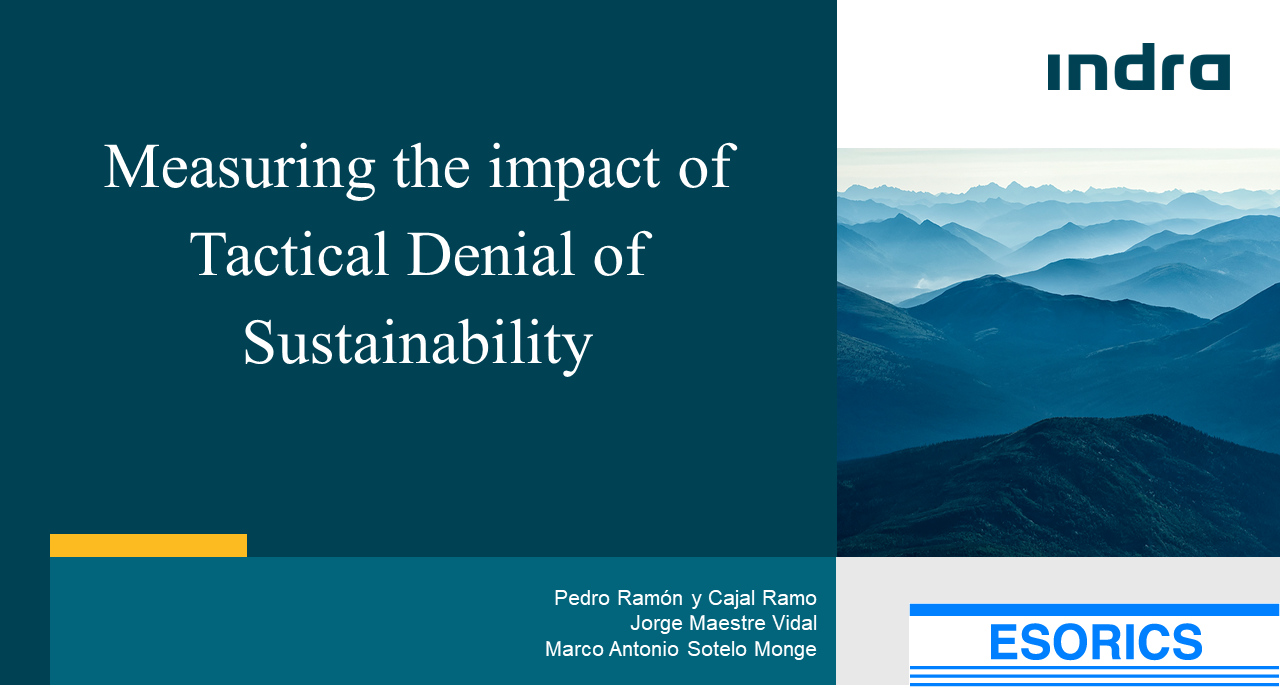 indra
Measuring the impact of
Tactical Denial of
Sustainability
Pedro Ramón y Cajal Ramo
Jorge Maestre Vidal
Marco Antonio Sotelo Monge
ESORICS